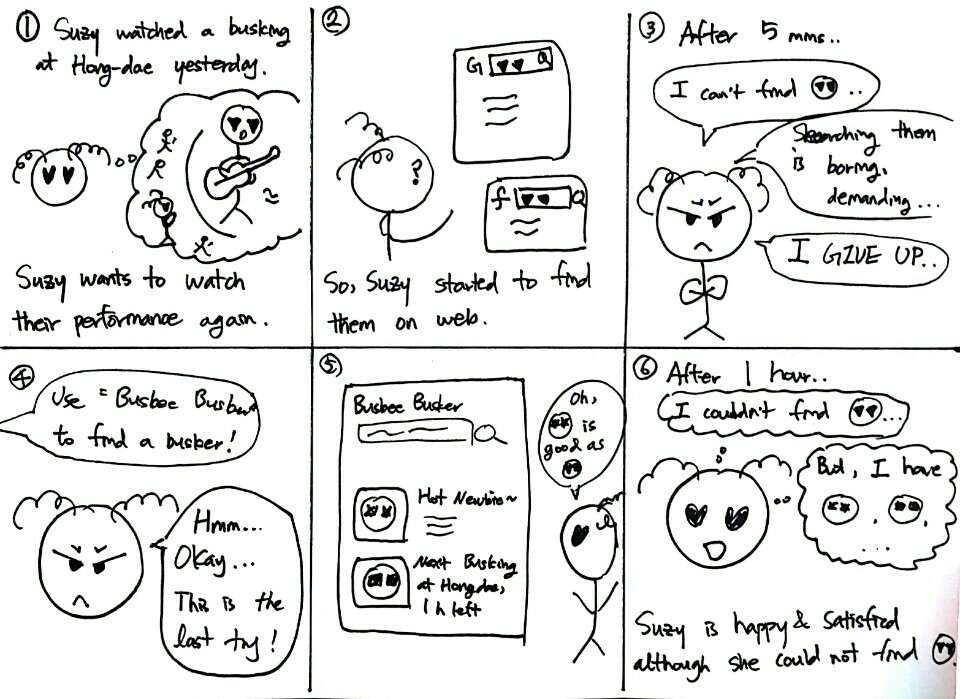 ① Suzy watched a busking
at Hong-dae yesterday.
Suzy wants to watch
their performance again.
②
G
Q
?
f
Q
So, Suzy started to find
them on web.
③ After 5 mins..
I can't find ..
Searching them
is boring,
demanding...
I GIVE UP..
④
Use "Busbee Busker
to find a busker!
Hmm...
Okay...
This is the
last try!
⑤
Busbee Busker
Oh,
is
good as
Hot Newbie~
Next Busking
at Hongdae,
1 h left
⑥ After 1 hour..
I couldn't find ...
But, I have
, ,
...
Suzy is happy & satisfied
although she could not find .